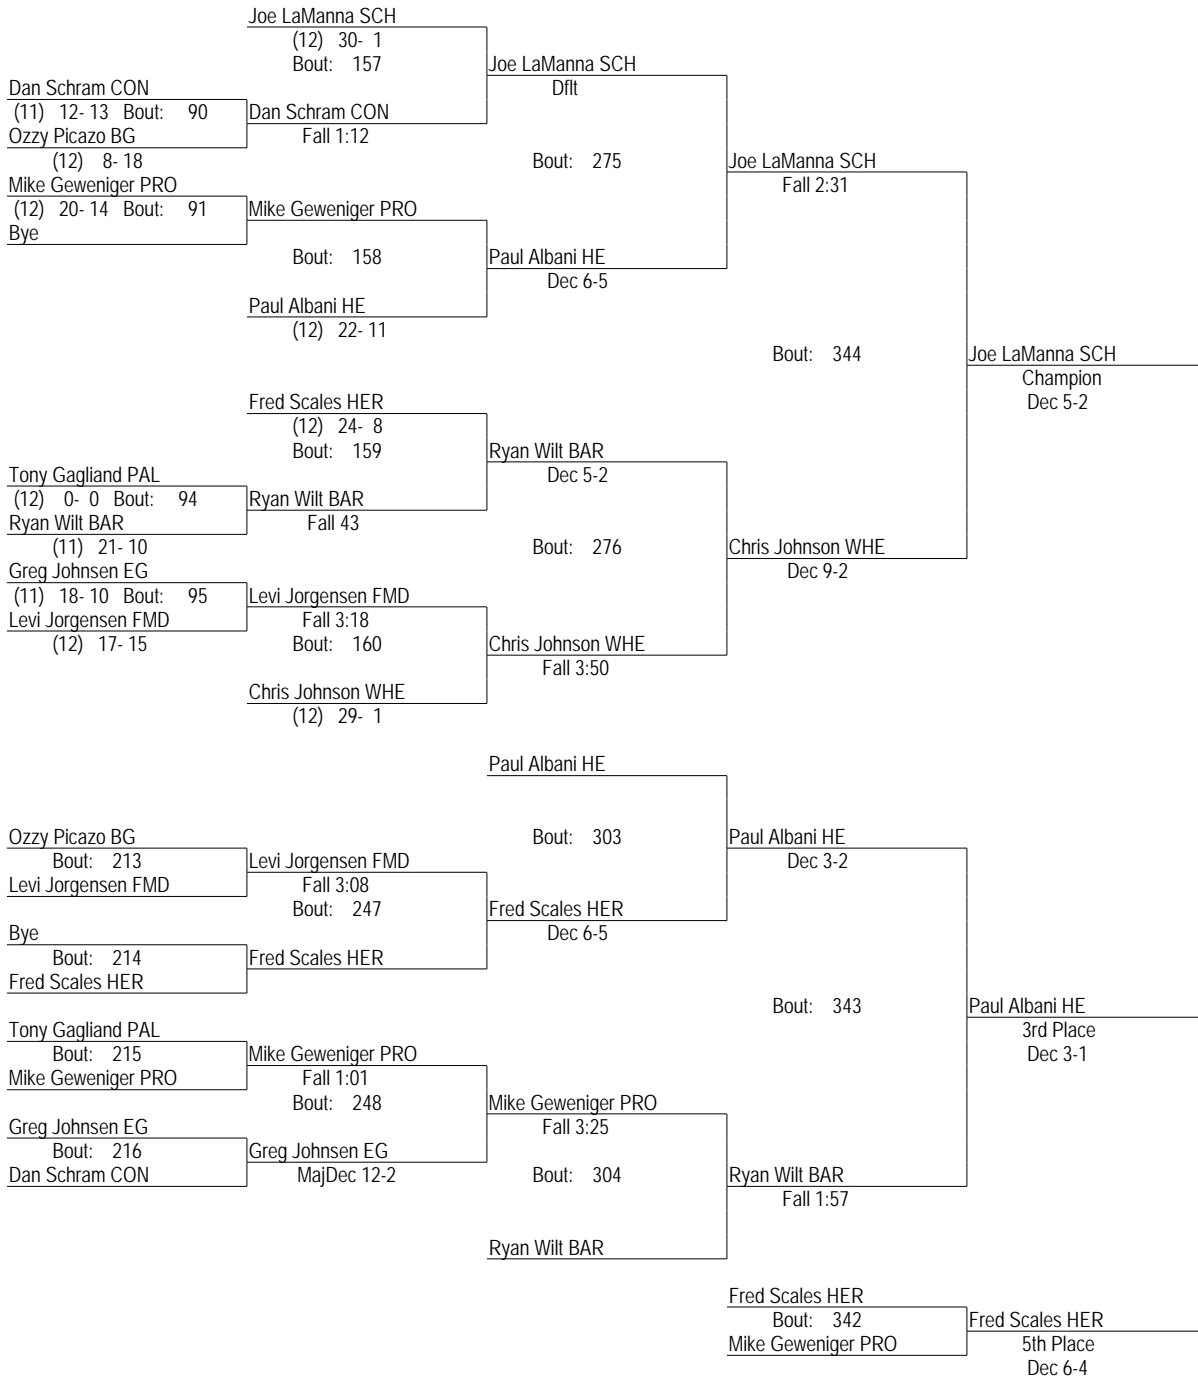 Joe LaManna SCH
(12) 30- 1
Bout: 157
Joe LaManna SCH
Dflt
Dan Schram CON
(11) 12- 13 Bout: 90
Dan Schram CON
Fall 1:12
Ozzy Picazo BG
(12) 8- 18
Bout: 275
Joe LaManna SCH
Fall 2:31
Mike Geweniger PRO
(12) 20- 14 Bout: 91
Mike Geweniger PRO
Bye
Bout: 158
Paul Albani HE
Dec 6-5
Paul Albani HE
(12) 22- 11
Bout: 344
Joe LaManna SCH
Champion
Dec 5-2
Fred Scales HER
(12) 24- 8
Bout: 159
Ryan Wilt BAR
Dec 5-2
Tony Gagliand PAL
(12) 0- 0 Bout: 94
Ryan Wilt BAR
Fall 43
Ryan Wilt BAR
(11) 21- 10
Bout: 276
Chris Johnson WHE
Dec 9-2
Greg Johnsen EG
(11) 18- 10 Bout: 95
Levi Jorgensen FMD
Fall 3:18
Levi Jorgensen FMD
(12) 17- 15
Bout: 160
Chris Johnson WHE
Fall 3:50
Chris Johnson WHE
(12) 29- 1
Paul Albani HE
Ozzy Picazo BG
Bout: 213
Bout: 303
Paul Albani HE
Dec 3-2
Levi Jorgensen FMD
Levi Jorgensen FMD
Fall 3:08
Bout: 247
Fred Scales HER
Dec 6-5
Bye
Bout: 214
Fred Scales HER
Fred Scales HER
Bout: 343
Paul Albani HE
3rd Place
Dec 3-1
Tony Gagliand PAL
Bout: 215
Mike Geweniger PRO
Fall 1:01
Mike Geweniger PRO
Bout: 248
Mike Geweniger PRO
Fall 3:25
Greg Johnsen EG
Bout: 216
Greg Johnsen EG
MajDec 12-2
Dan Schram CON
Bout: 304
Ryan Wilt BAR
Fall 1:57
Ryan Wilt BAR
Fred Scales HER
Bout: 342
Fred Scales HER
5th Place
Mike Geweniger PRO
Dec 6-4